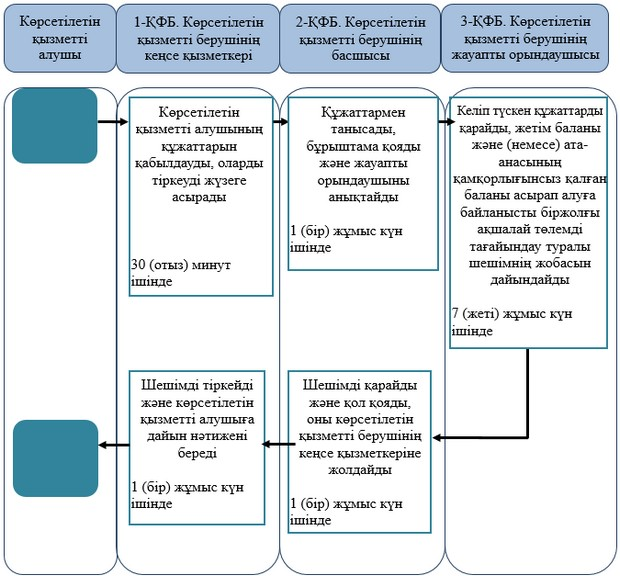 Көрсетілетін
қызметті
алушы
1-ҚФБ. Көрсетілетін
қызметті берушінің
кеңсе қызметкері
2-ҚФБ. Көрсетілетін
қызметті берушінің
басшысы
3-ҚФБ. Көрсетілетін
қызметті берушінің
жауапты орындаушысы
Көрсетілетін
қызметті алушының
құжаттарын
қабылдауды, оларды
тіркеуді жүзеге
асырады
30 (отыз) минут
ішінде
Құжаттармен
танысады,
бұрыштама қояды
және жауапты
орындаушыны
анықтайды
1 (бір) жұмыс күн
ішінде
Келіп түскен құжаттарды
қарайды, жетім баланы
және (немесе) ата-
анасының
қамқорлығынсыз қалған
баланы асырап алуға
байланысты біржолғы
ақшалай төлемді
тағайындау туралы
шешімнің жобасын
дайындайды
7 (жеті) жұмыс күн
ішінде
Шешімді тіркейді
және көрсетілетін
қызметті алушыға
дайын нәтижені
береді
1 (бір) жұмыс күн
ішінде
Шешімді қарайды
және қол қояды,
оны көрсетілетін
қызметті берушінің
кеңсе қызметкеріне
жолдайды
1 (бір) жұмыс күн
ішінде